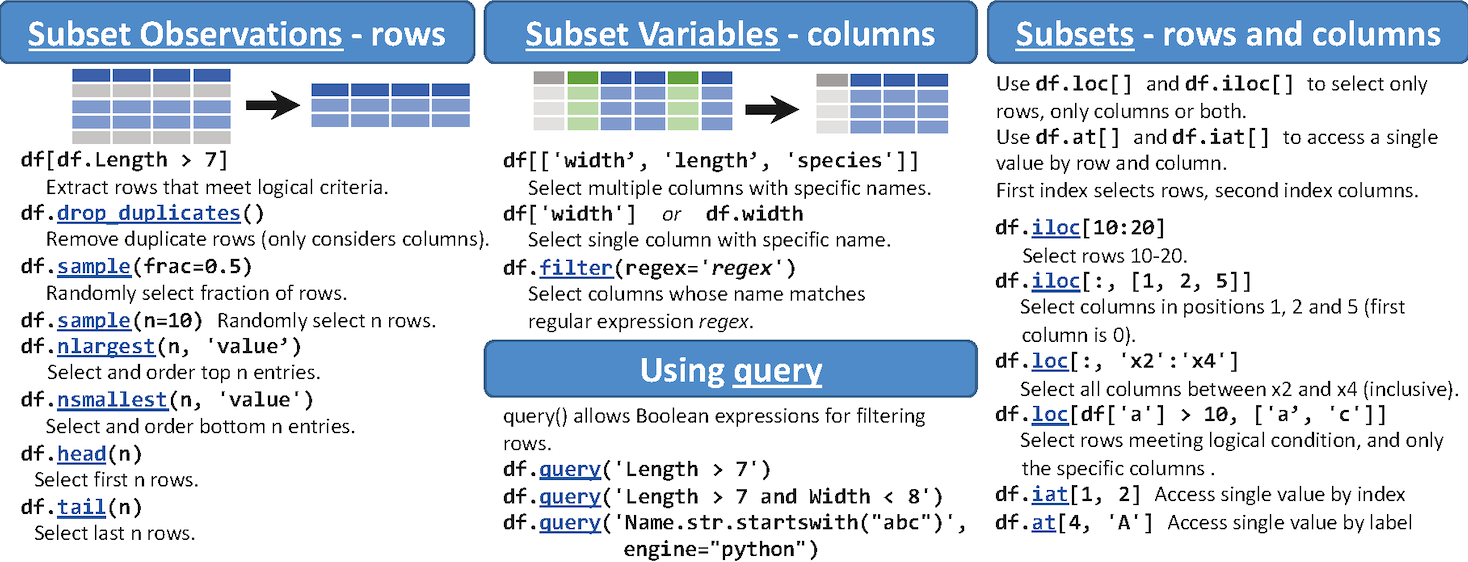 Subset Observations - rows
df[df.Length > 7]
Extract rows that meet logical criteria.
df.drop_duplicates()
Remove duplicate rows (only considers columns).
df.sample(frac=0.5)
Randomly select fraction of rows.
df.sample(n=10) Randomly select n rows.
df.nlargest(n, 'value’)
Select and order top n entries.
df.nsmallest(n, 'value')
Select and order bottom n entries.
df.head(n)
Select first n rows.
df.tail(n)
Select last n rows.
Subset Variables - columns
df[['width’, 'length’, 'species']]
Select multiple columns with specific names.
df['width'] or df.width
Select single column with specific name.
df.filter(regex='regex')
Select columns whose name matches
regular expression regex.
Using query
query() allows Boolean expressions for filtering
rows.
df.query('Length > 7')
df.query('Length > 7 and Width < 8')
df.query('Name.str.startswith("abc")',
engine="python")
Subsets - rows and columns
Use df.loc[] and df.iloc[] to select only
rows, only columns or both.
Use df.at[] and df.iat[] to access a single
value by row and column.
First index selects rows, second index columns.
df.iloc[10:20]
Select rows 10-20.
df.iloc[:, [1, 2, 5]]
Select columns in positions 1, 2 and 5 (first
column is 0).
df.loc[:, 'x2':'x4']
Select all columns between x2 and x4 (inclusive).
df.loc[df['a'] > 10, ['a’, 'c']]
Select rows meeting logical condition, and only
the specific columns .
df.iat[1, 2] Access single value by index
df.at[4, 'A'] Access single value by label